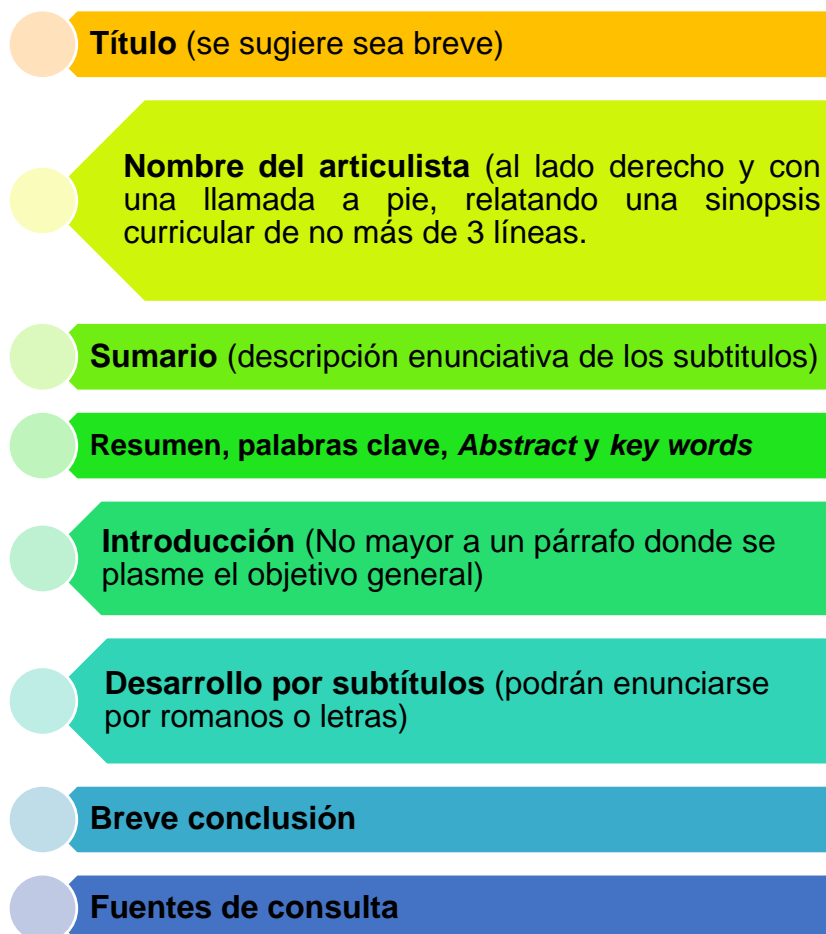 Título (se sugiere sea breve)
Nombre del articulista (al lado derecho y con
una llamada a pie, relatando una sinopsis
curricular de no más de 3 líneas.
Sumario (descripción enunciativa de los subtitulos)
Resumen, palabras clave, Abstract y key words
Introducción (No mayor a un párrafo donde se
plasme el objetivo general)
Desarrollo por subtítulos (podrán enunciarse
por romanos o letras)
Breve conclusión
Fuentes de consulta